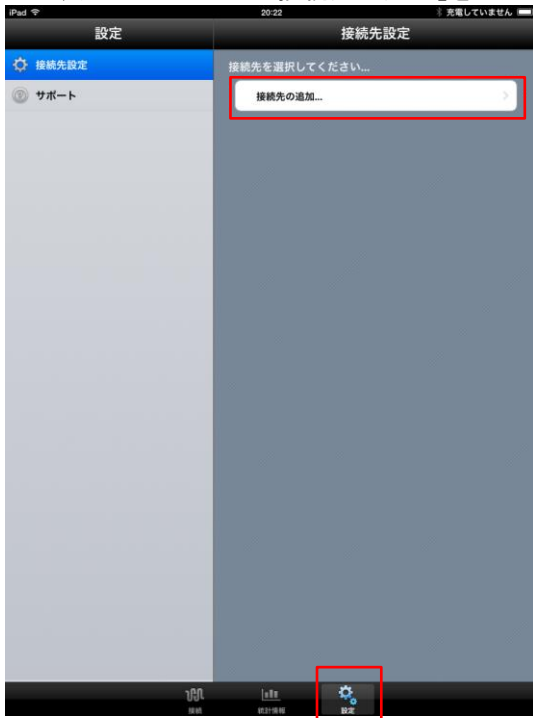 iPad 20:22 充電していません
設定 接続先設定
接続先設定
サポート
接続先を選択してください...
接続先の追加...
接続 統計情報 設定